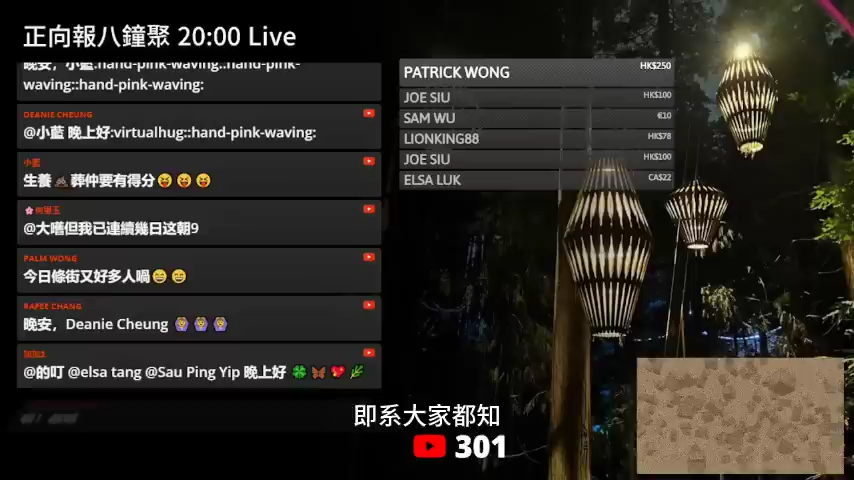 正向報八鐘聚 20:00 Live
晚安，小藍:hand-pink-waving::hand-pink-
waving::hand-pink-waving:
DEANIE CHEUNG
@小藍 晚上好:virtualhug::hand-pink-waving:
小藍
生養🏍葬仲要有得分😝😝😝
@大嚿但我已連續幾日这朝9
PALM WONG
今日條街又好多人喎😄😄
RAPEE CHANG
晚安，Deanie Cheung 🙆🙆🙆
@的叮 @elsa tang @Sau Ping Yip 晚上好 🍀🦋💖🌿
PATRICK WONG HK$250
JOE SIU HK$100
SAM WU €10
LIONKING88 HK$78
JOE SIU HK$100
ELSA LUK CA$22
即系大家都知
301